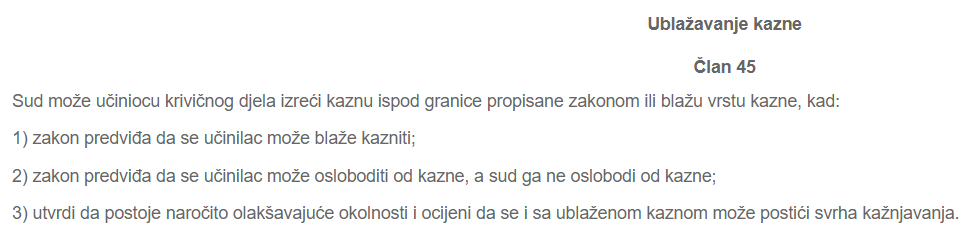 Ublažavanje kazne
Član 45
Sud može učiniocu krivičnog djela izreći kaznu ispod granice propisane zakonom ili blažu vrstu kazne, kad:
1) zakon predviđa da se učinilac može blaže kazniti;
2) zakon predviđa da se učinilac može osloboditi od kazne, a sud ga ne oslobodi od kazne;
3) utvrdi da postoje naročito olakšavajuće okolnosti i ocijeni da se i sa ublaženom kaznom može postići svrha kažnjavanja.